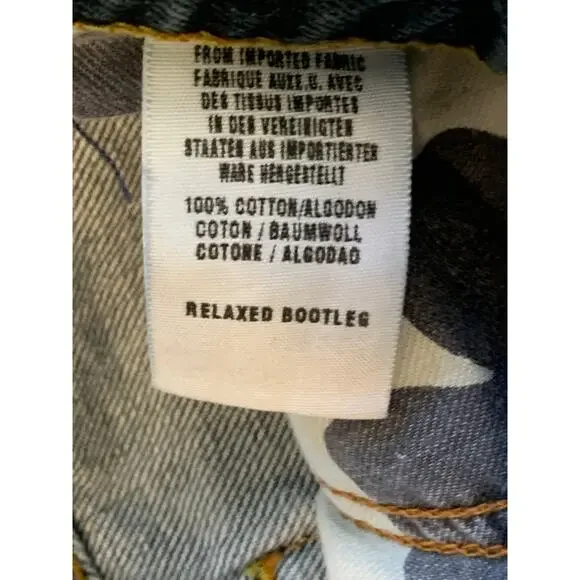 FROM IMPORTED FABRIC
FABRIQUE AUX E.U. AVEC
DES TISSUS IMPORTES
IN DEN VEREINIGTEN
STAATEN AUS IMPORTIERTER
WARE HERGESTELLT
100% COTTON/ALGODON
COTON / BAUMWOLL
COTONE / ALGODAO
RELAXED BOOTLEG